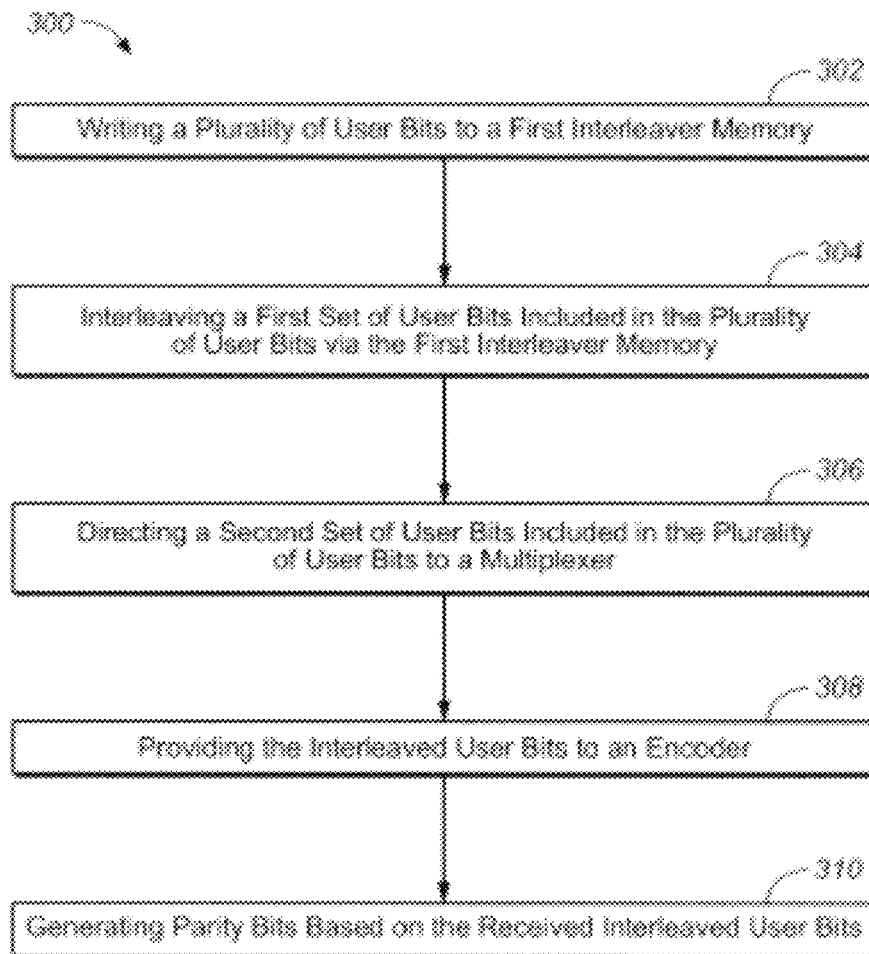 300
302
Writing a Plurality of User Bits to a First Interleaver Memory
304
Interleaving a First Set of User Bits Included in the Plurality
of User Bits via the First Interleaver Memory
306
Directing a Second Set of User Bits Included in the Plurality
of User Bits to a Multiplexer
308
Providing the Interleaved User Bits to an Encoder
310
Generating Parity Bits Based on the Received Interleaved User Bits